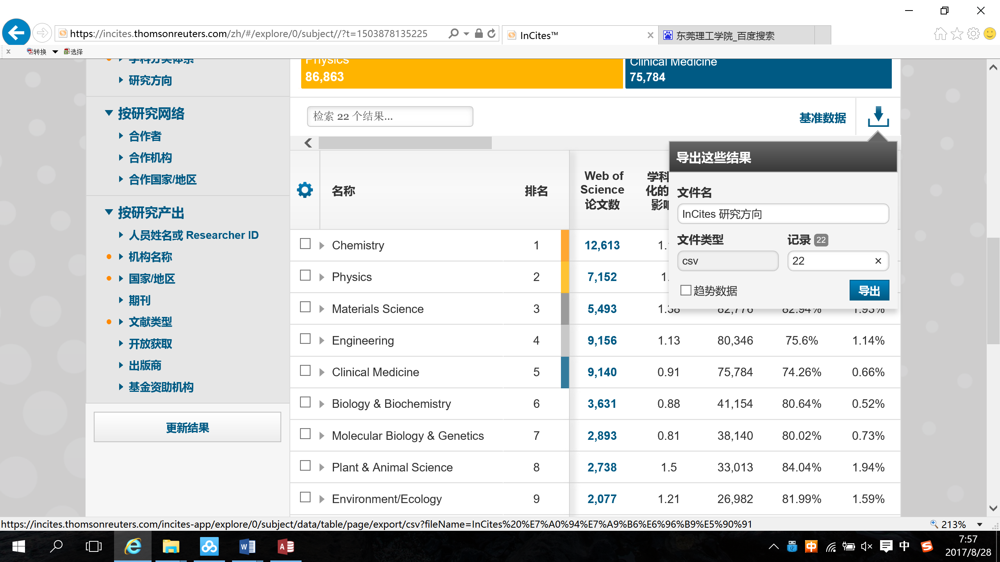 https://incites.thomsonreuters.com/zh/#/explore/0/subject//?t=1503878135225
InCites™
东莞理工学院_百度搜索
x 转换 选择
学科分类体系
研究方向
按研究网络
合作者
合作机构
合作国家/地区
按研究产出
人员姓名或 Researcher ID
机构名称
国家/地区
期刊
文献类型
开放获取
出版商
基金资助机构
更新结果
Physics
86,863
Clinical Medicine
75,784
检索 22 个结果...
基准数据
导出这些结果
文件名
InCites 研究方向
文件类型
记录 22
csv
22
趋势数据
导出
名称
排名
Web of
Science
论文数
学科
化的
影响
Chemistry 1 12,613
Physics 2 7,152
Materials Science 3 5,493 1.38 82,776 82.94% 1.93%
Engineering 4 9,156 1.13 80,346 75.6% 1.14%
Clinical Medicine 5 9,140 0.91 75,784 74.26% 0.66%
Biology & Biochemistry 6 3,631 0.88 41,154 80.64% 0.52%
Molecular Biology & Genetics 7 2,893 0.81 38,140 80.02% 0.73%
Plant & Animal Science 8 2,738 1.5 33,013 84.04% 1.94%
Environment/Ecology 9 2,077 1.21 26,982 81.99% 1.59%
https://incites.thomsonreuters.com/incites-app/explore/0/subject/data/table/page/export/csv?fileName=InCites%20%E7%A0%94%E7%A9%B6%E6%96%B9%E5%90%91
213%
中
中
7:57
2017/8/28